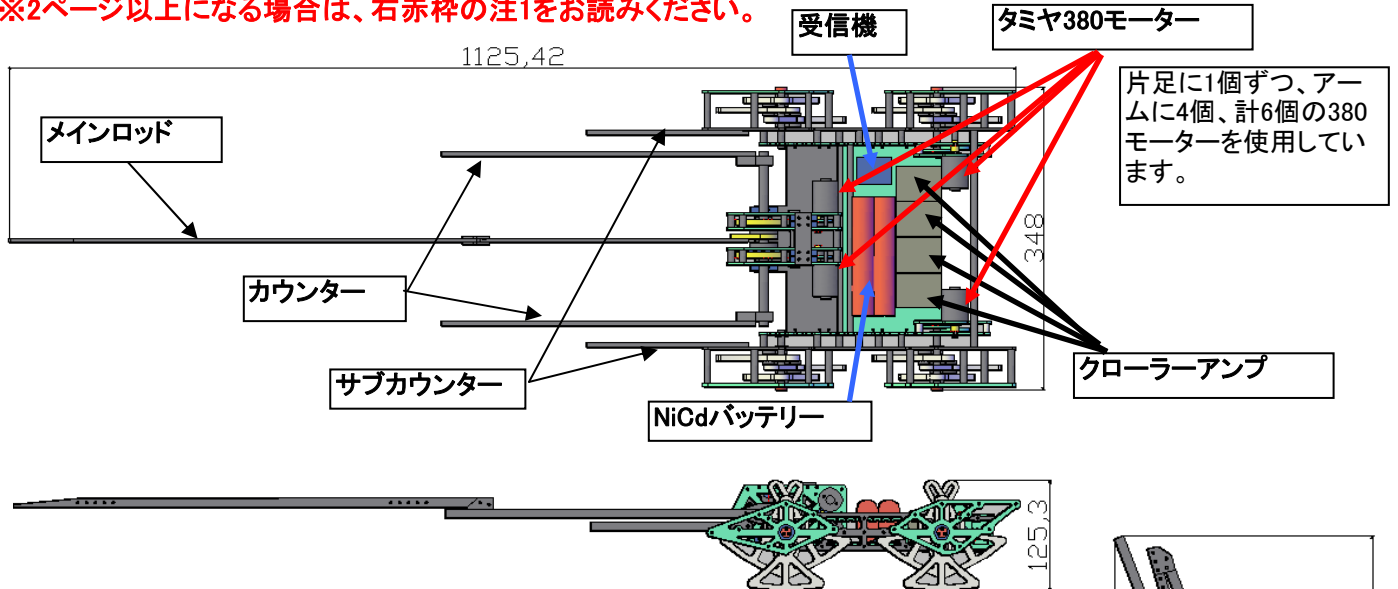 ※2ページ以上になる場合は、右赤枠の注1をお読みください。
受信機
タミヤ380モーター
1125,42
片足に1個ずつ、アー
ムに4個、計6個の380
モーターを使用してい
ます。
メインロッド
348
カウンター
サブカウンター
クローラーアンプ
NiCdバッテリー
125,3